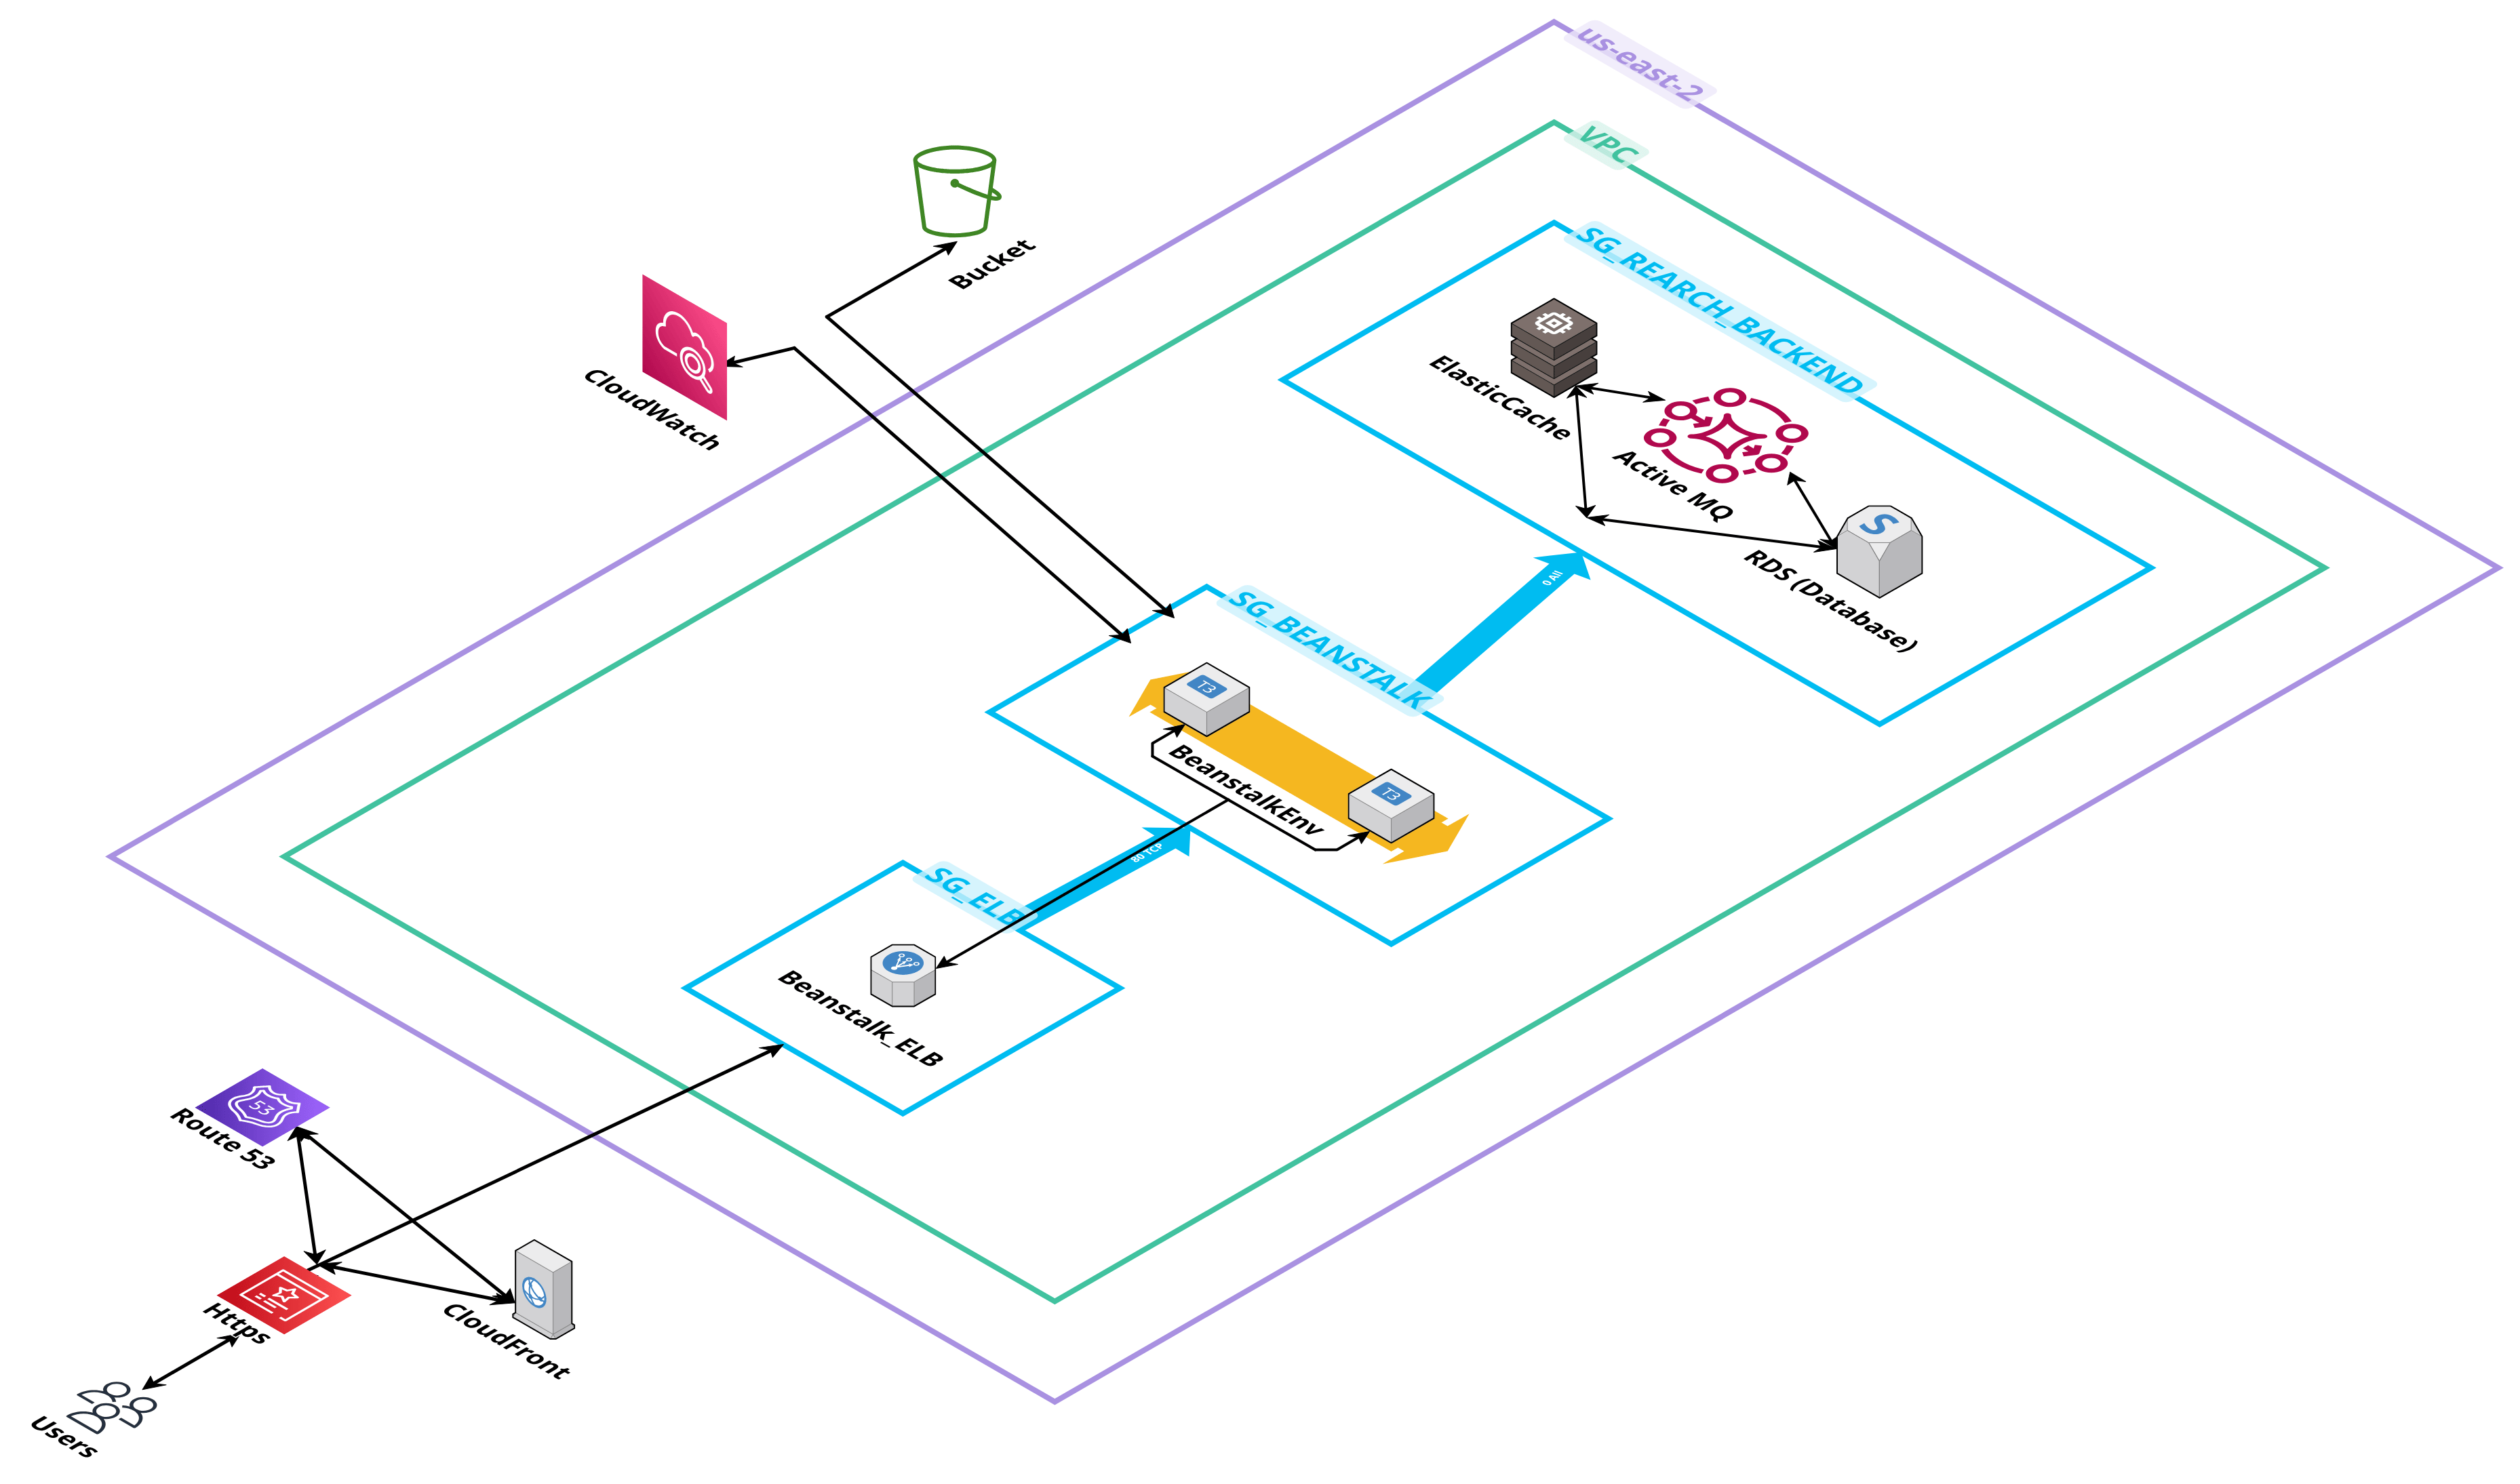 us-east-2
VPC
SG_REARCH_BACKEND
Bucket
CloudWatch
ElasticCache
Active MQ
RDS (Database)
0 All
SG_BEANSTALK
T3
BeanstalkEnv
T3
80 TCP
SG_ELB
Beanstalk_ELB
53
Route 53
Https
CloudFront
Users
S